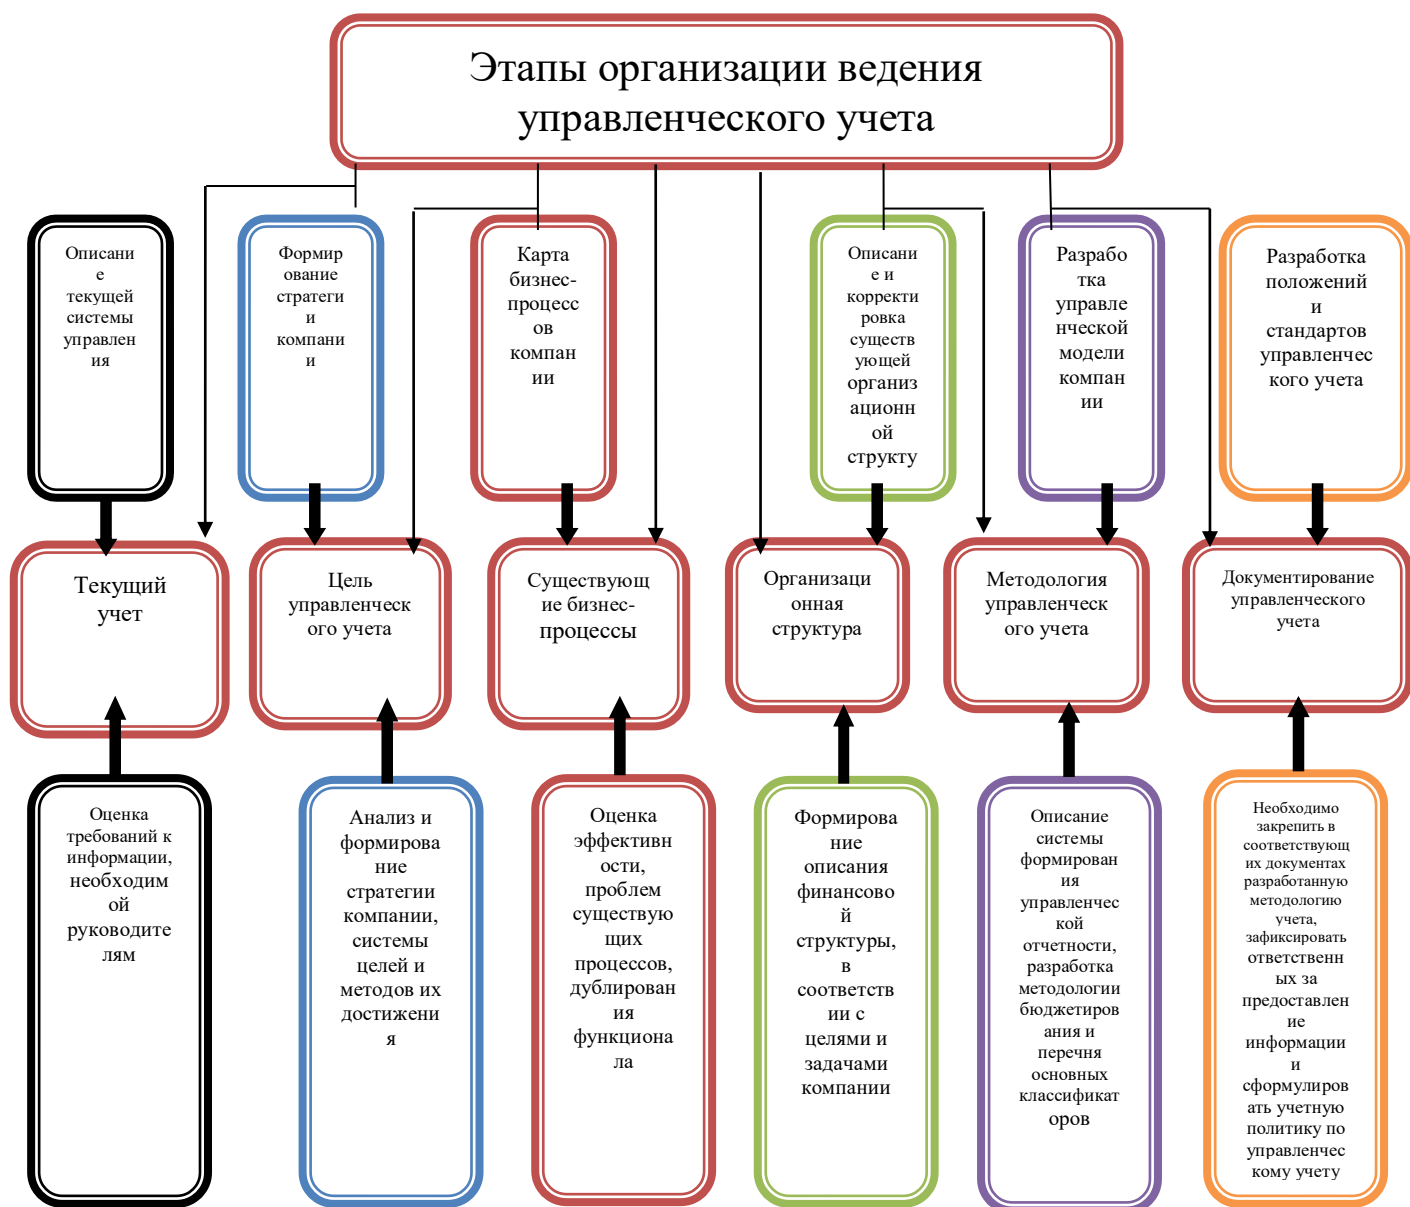 Этапы организации ведения
управленческого учета
Описани
е
текущей
системы
управлен
ия
Формир
ование
стратеги
и
компани
и
Карта
бизнес-
процесс
ов
компан
ии
Описани
е и
корректи
ровка
существ
ующей
организ
ационн
ой
структу
Разрабо
тка
управле
нческой
модели
компан
ии
Разработка
положений
и
стандартов
управленчес
кого учета
Текущий
учет
Цель
управленческ
ого учета
Существующ
ие бизнес-
процессы
Организаци
онная
структура
Методология
управленческ
ого учета
Документирование
управленческого
учета
Оценка
требований к
информации,
необходим
ой
руководите
лям
Анализ и
формирова
ние
стратегии
компании,
системы
целей и
методов их
достижени
я
Оценка
эффективн
ости,
проблем
существую
щих
процессов,
дублирован
ия
функциона
ла
Формирова
ние
описания
финансово
й
структуры,
в
соответств
ии с
целями и
задачами
компании
Описание
системы
формирован
ия
управленчес
кой
отчетности,
разработка
методологии
бюджетиров
ания и
перечня
основных
классификат
оров
Необходимо
закрепить в
соответствующ
их документах
разработанную
методологию
учета,
зафиксировать
ответственн
ых за
предоставлен
ие
информации
и
сформулиров
ать учетную
политику по
управленчес
кому учету